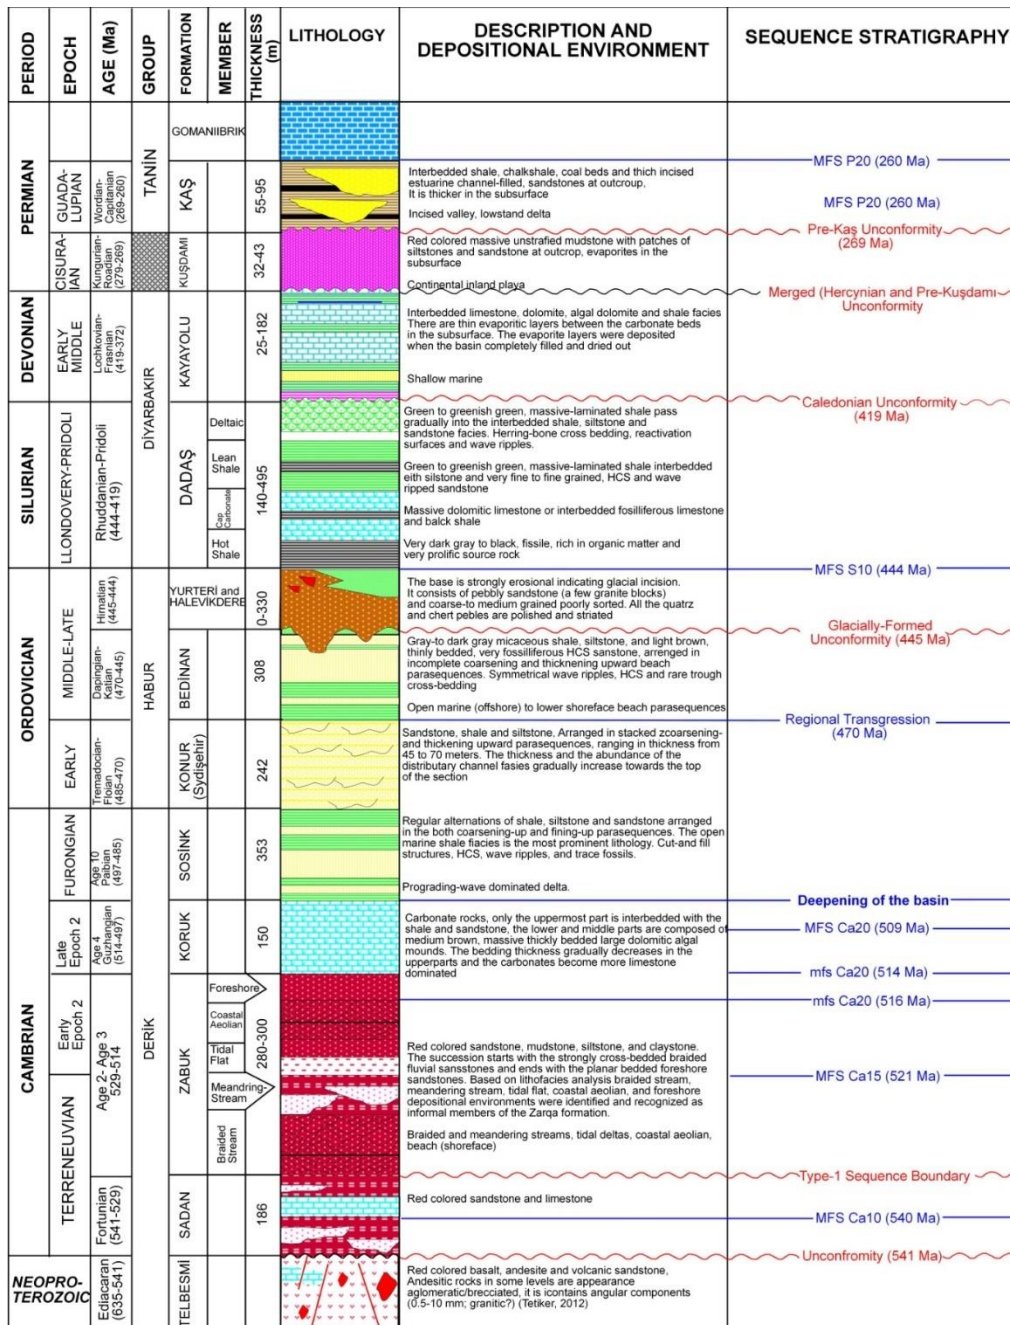 PERIOD
EPOCH
AGE (Ma)
GROUP
FORMATION
MEMBER
THICKNESS
(m)
LITHOLOGY
DESCRIPTION AND
DEPOSITIONAL ENVIRONMENT
SEQUENCE STRATIGRAPHY
PERMIAN
GUADA-
LUPIAN
Wordian-
Capitanian
(269-260)
TANİN
GOMANIIBRIK
KAŞ
55-95
Interbedded shale, chalkshale, coal beds and thich incised
estuarine channel-filled, sandstones at outcroup,
It is thicker in the subsurface
Incised valley, lowstand delta
MFS P20 (260 Ma)
MFS P20 (260 Ma)
Pre-Kaş Unconformity
(269 Ma)
CISURA-
IAN
Kungurian-
Roadian
(279-269)
KUŞDAMI
32-43
Red colored massive unstrafied mudstone with patches of
siltstones and sandstone at outcrop, evaporites in the
subsurface
Continental inland playa
Merged (Hercynian and Pre-Kuşdamı
Unconformity
DEVONIAN
EARLY
MIDDLE
Lochkovian-
Frasnian
(419-372)
DİYARBAKIR
KAYAYOLU
25-182
Interbedded limestone, dolomite, algal dolomite and shale facies
There are thin evaporitic layers between the carbonate beds
in the subsurface. The evaporite layers were deposited
when the basin completely filled and dried out
Shallow marine
Caledonian Unconformity
(419 Ma)
SILURIAN
LLONDOVERY-PRIDOLI
Rhuddanian-Pridoli
(444-419)
DADAŞ
Deltaic
Lean
Shale
Cap
Carbonate
Hot
Shale
140-495
Green to greenish green, massive-laminated shale pass
gradually into the interbedded shale, siltstone and
sandstone facies. Herring-bone cross bedding, reactivation
surfaces and wave ripples.
Green to greenish green, massive-laminated shale interbedded
eith silstone and very fine to fine grained, HCS and wave
ripped sandstone
Massive dolomitic limestone or interbedded fosilliferous limestone
and balck shale
Very dark gray to black, fissile, rich in organic matter and
very prolific source rock
MFS S10 (444 Ma)
ORDOVICIAN
MIDDLE-LATE
Hirnatian
(445-444)
HABUR
YURTERİ and
HALEVİKDERE
0-330
The base is strongly erosional indicating glacial incision.
It consists of pebbly sandstone (a few granite blocks)
and coarse-to medium grained poorly sorted. All the quatrz
and chert pebles are polished and striated
Glacially-Formed
Unconformity (445 Ma)
Dapingian-
Katian
(470-445)
BEDINAN
308
Gray-to dark gray micaceous shale, siltstone, and light brown,
thinly bedded, very fossilliferous HCS sanstone, arrenged in
incomplete coarsening and thicknening upward beach
parasequences. Symmetrical wave ripples, HCS and rare trough
cross-bedding
Open marine (offshore) to lower shoreface beach parasequences
Regional Transgression
(470 Ma)
EARLY
Tremadocian-
Floian
(485-470)
KONUR
(Sydişehir)
242
Sandstone, shale and siltstone, Arranged in stacked zcoarsening-
and thickening upward parasequences, ranging in thickness from
45 to 70 meters. The thickness and the abundance of the
distributary channel fasies gradually increase towards the top
of the section
CAMBRIAN
FURONGIAN
Age 10
Paibian
(497-485)
DERİK
SOSİNK
353
Regular alternations of shale, siltstone and sandstone arranged
in the both coarsening-up and fining-up parasequences. The open
marine shale fiacies is the most prominent lithology. Cut-and fill
structures, HCS, wave ripples, and trace fossils.
Prograding-wave dominated delta.
Deepening of the basin
Late
Epoch 2
Age 4
Guzhangian
(514-497)
KORUK
150
Carbonate rocks, only the uppermost part is interbedded with the
shale and sandstone, the lower and middle parts are composed of
medium brown, massive thickly bedded large dolomitic algal
mounds. The bedding thickness gradually decreases in the
upperparts and the carbonates become more limestone
dominated
MFS Ca20 (509 Ma)
mfs Ca20 (514 Ma)
mfs Ca20 (516 Ma)
Early
Epoch 2
TERRENEUVIAN
Age 2- Age 3
529-514
ZABUK
Foreshore
Coastal
Aeolian
Tidal
Flat
Meandring-
Stream
Braided
Stream
280-300
Red colored sandstone, mudstone, siltstone, and claystone.
The succession starts with the strongly cross-bedded braided
fluvial sansstones and ends with the planar bedded foreshore
sandstones. Based on lithofacies analysis braided stream,
meandering stream, tidal flat, coastal aeolian, and foreshore
depositional environments were identified and recognized as
informal members of the Zarqa formation.
Braided and meandering streams, tidal deltas, coastal aeolian,
beach (shoreface)
MFS Ca15 (521 Ma)
Type-1 Sequence Boundary
Fortunian
(541-529)
SADAN
186
Red colored sandstone and limestone
MFS Ca10 (540 Ma)
Unconfromity (541 Ma)
NEOPRO-
TEROZOIC
Ediacaran
(635-541)
TELBESMİ
Red colored basalt, andesite and volcanic sandstone,
Andesitic rocks in some levels are appearance
aglomeratic/brecciated, it is icontains angular components
(0.5-10 mm; granitic?) (Tetiker, 2012)